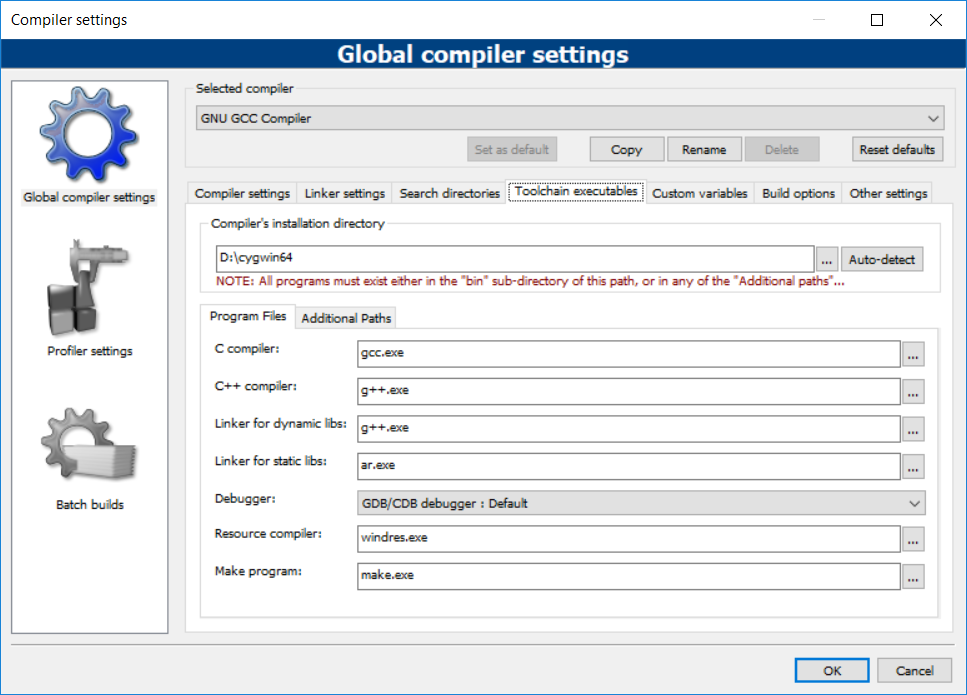 Compiler settings
Global compiler settings
Global compiler settings
Profiler settings
Batch builds
Selected compiler
GNU GCC Compiler
Set as default
Copy
Rename
Delete
Reset defaults
Compiler settings
Linker settings
Search directories
Toolchain executables
Custom variables
Build options
Other settings
Compiler's installation directory
D:\cygwin64
...
Auto-detect
NOTE: All programs must exist either in the "bin" sub-directory of this path, or in any of the "Additional paths"...
Program Files
Additional Paths
C compiler:
gcc.exe
...
C++ compiler:
g++.exe
...
Linker for dynamic libs:
g++.exe
...
Linker for static libs:
ar.exe
...
Debugger:
GDB/CDB debugger : Default
Resource compiler:
windres.exe
...
Make program:
make.exe
...
OK
Cancel